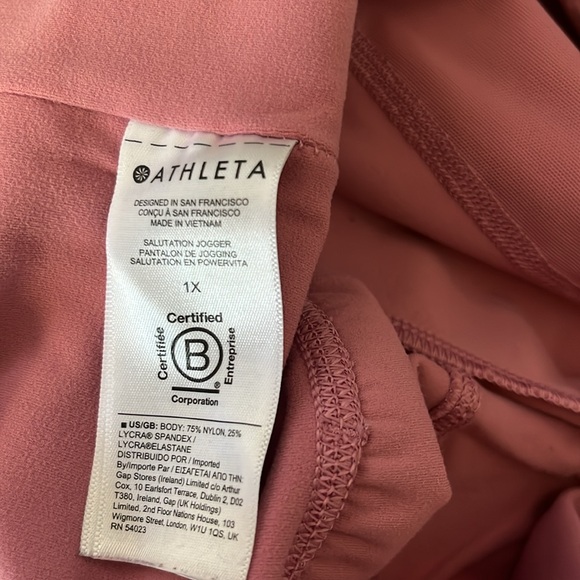 ATHLETA
DESIGNED IN SAN FRANCISCO
CONÇU À SAN FRANCISCO
MADE IN VIETNAM
SALUTATION JOGGER
PANTALON DE JOGGING
SALUTATION EN POWERVITA
1X
Certified
Certifiée
B
®
Entreprise
Corporation
■ US/GB: BODY: 75% NYLON, 25%
LYCRA® SPANDEX /
LYCRA®ELASTANE
DISTRIBUIDO POR / Imported
By/Importe Par / ΕΙΣΑΓΕΤΑΙ ΑΠΟ ΤΗΝ:
Gap Stores (Ireland) Limited c/o Arthur
Cox, 10 Earlsfort Terrace, Dublin 2, D02
T380, Ireland, Gap (UK Holdings)
Limited, 2nd Floor Nations House, 103
Wigmore Street, London, W1U 1QS, UK
RN 54023